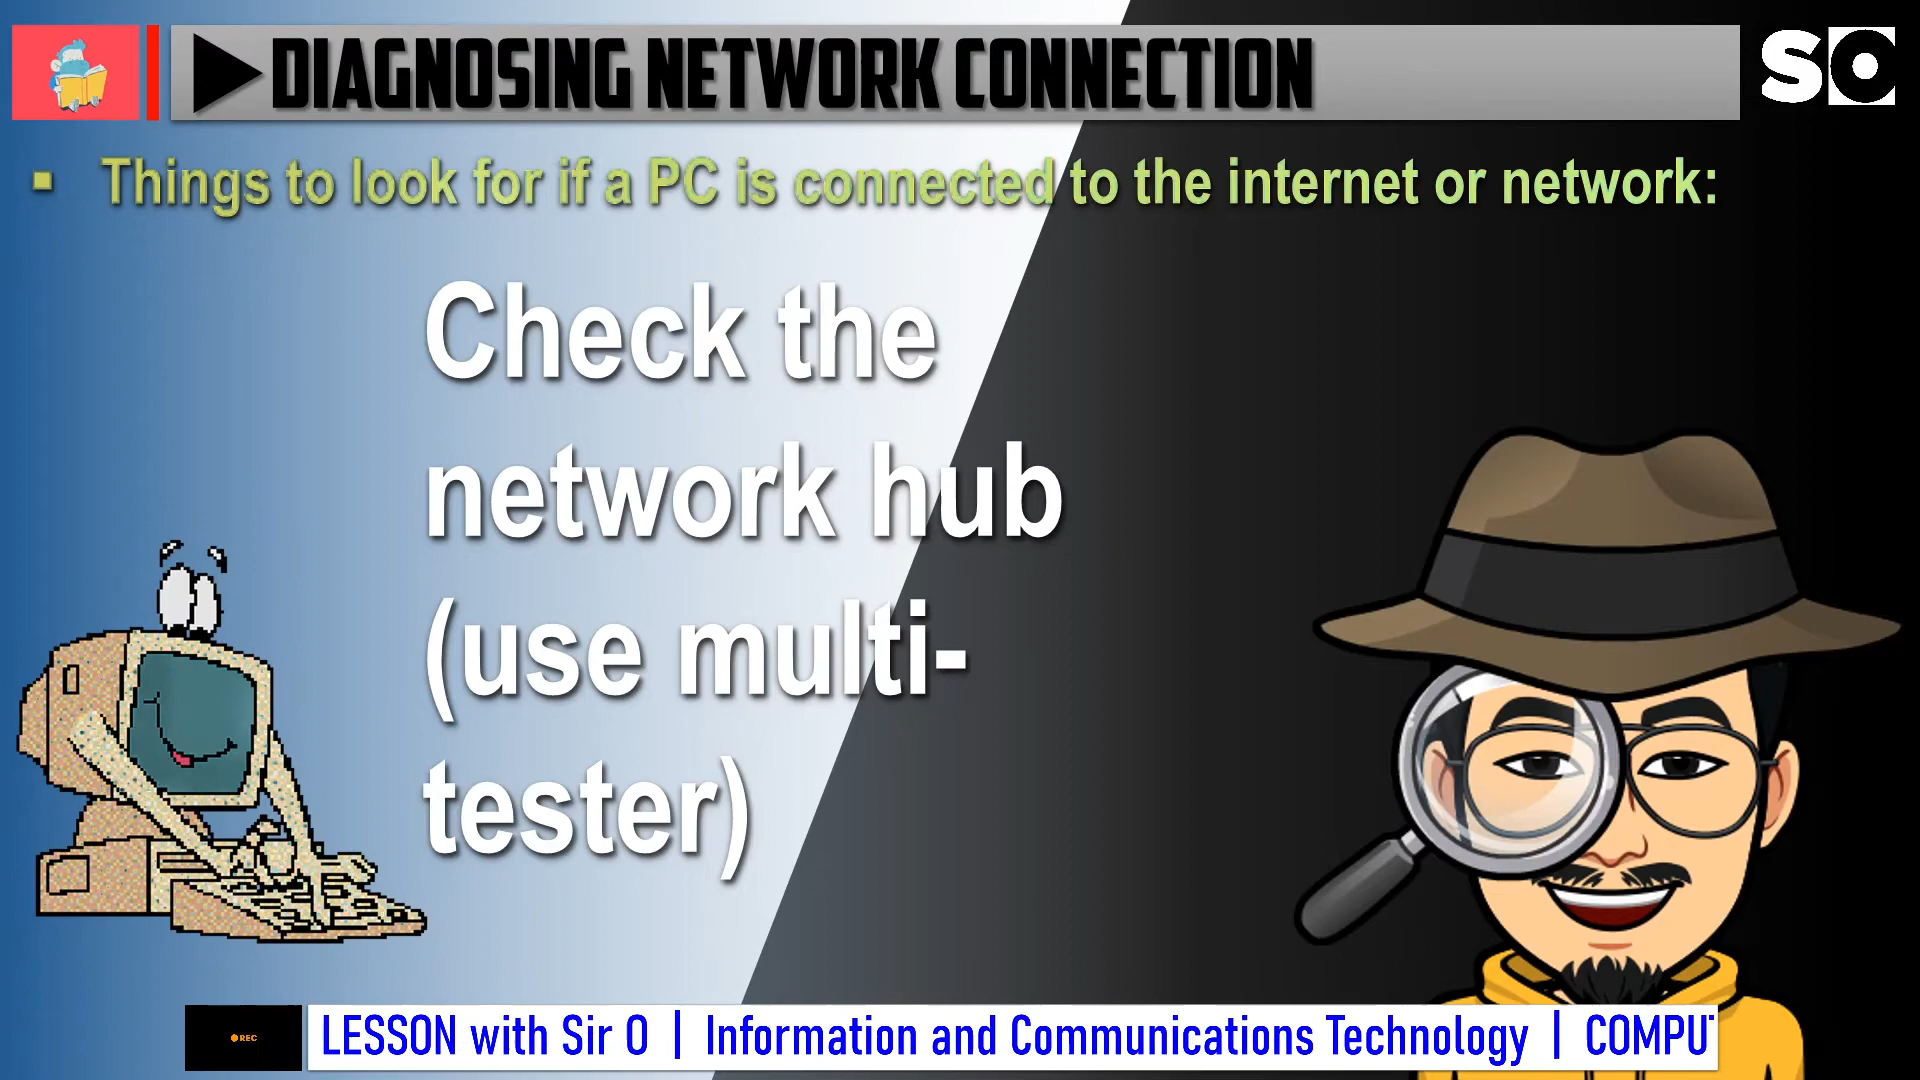 DIAGNOSING NETWORK CONNECTION
SO
Things to look for if a PC is connected to the internet or network:
Check the
network hub
(use multi-
tester)
REC
LESSON with Sir O | Information and Communications Technology | COMPU